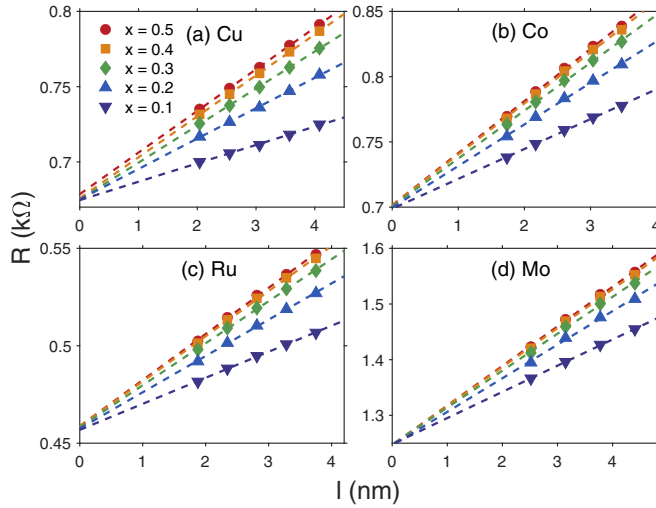 0.8
x = 0.5
x = 0.4
x = 0.3
x = 0.2
x = 0.1
(a) Cu
0.75
0.7
0 1 2 3 4
0.85
(b) Co
0.8
0.75
0.7
0 1 2 3 4
R (kΩ)
0.55
(c) Ru
0.5
0.45
0 1 2 3 4
1.6
(d) Mo
1.5
1.4
1.3
0 1 2 3 4
l (nm)